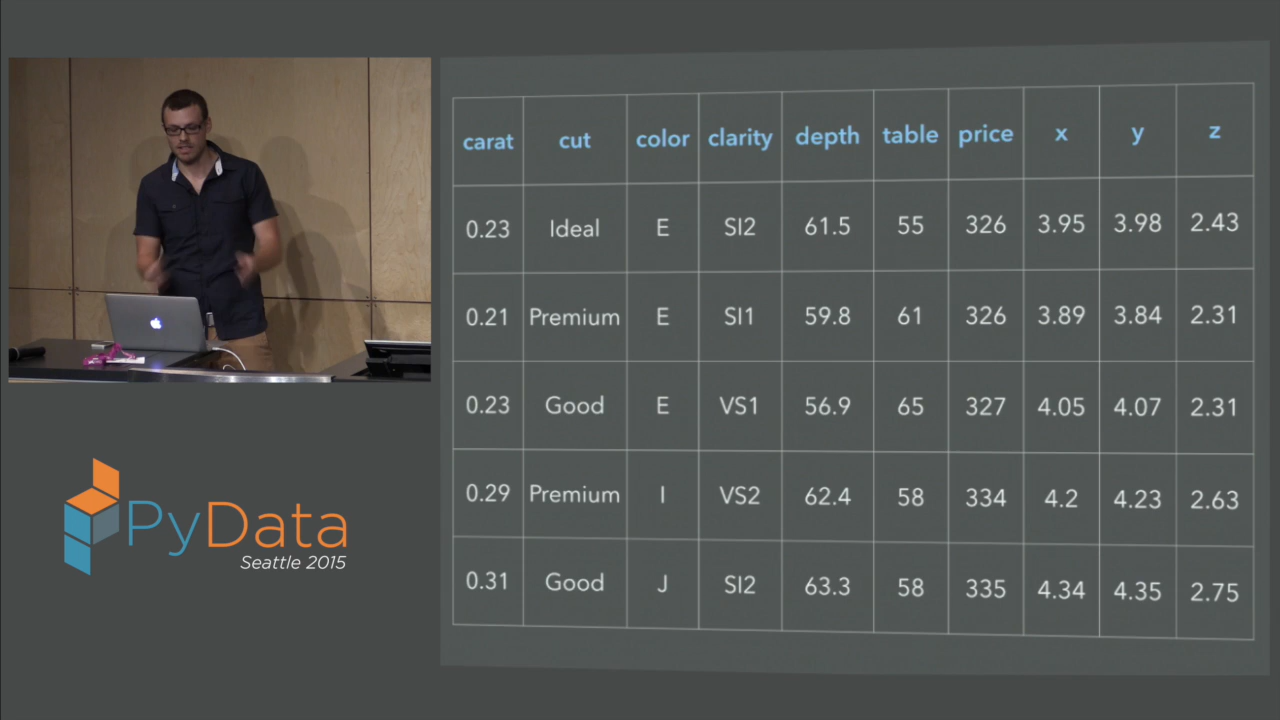 carat cut color clarity depth table price x y z
0.23 Ideal E SI2 61.5 55 326 3.95 3.98 2.43
0.21 Premium E SI1 59.8 61 326 3.89 3.84 2.31
0.23 Good E VS1 56.9 65 327 4.05 4.07 2.31
0.29 Premium I VS2 62.4 58 334 4.2 4.23 2.63
0.31 Good J SI2 63.3 58 335 4.34 4.35 2.75
PyData
Seattle 2015